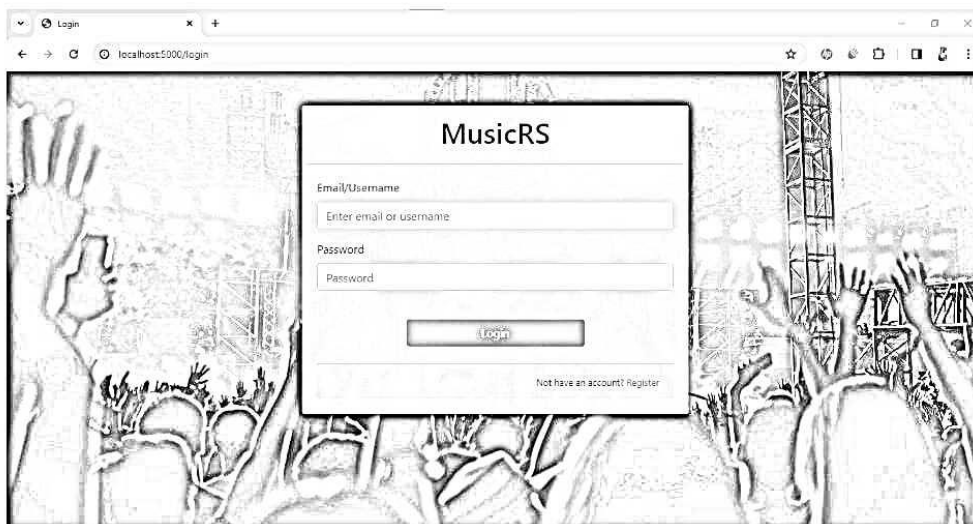 Login
localhost:5000/login
MusicRS
Email/Username
Enter email or username
Password
Password
Login
Not have an account? Register